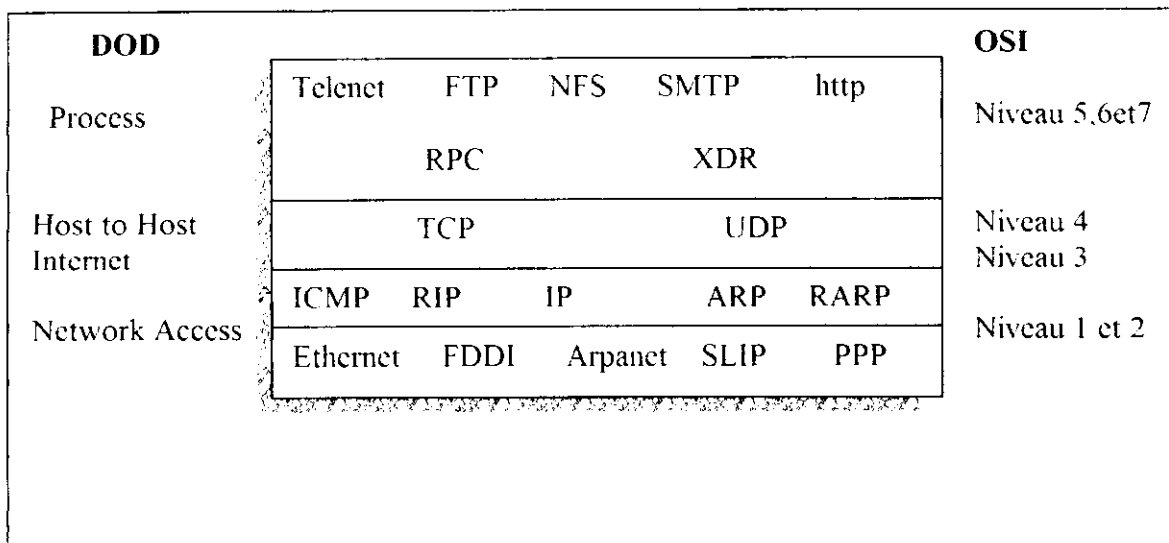 DOD OSI
Telenet FTP NFS SMTP http
Process Niveau 5,6et7
RPC XDR
Host to Host TCP UDP Niveau 4
Internet Niveau 3
ICMP RIP IP ARP RARP
Network Access Niveau 1 et 2
Ethernet FDDI Arpanet SLIP PPP